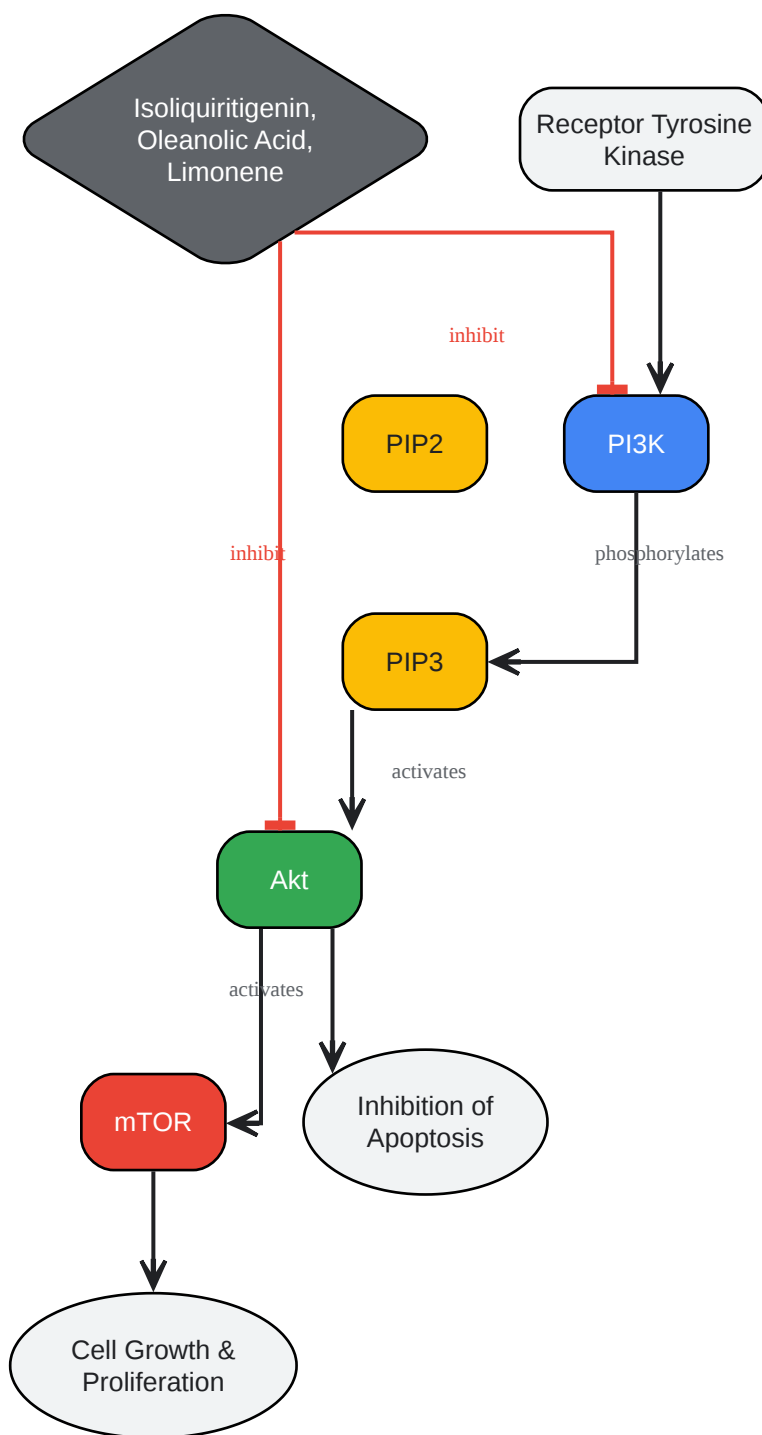 Isoliquiritigenin,
Oleanolic Acid,
Limonene
Receptor Tyrosine
Kinase
inhibit
PIP2
PI3K
inhibit
phosphorylates
PIP3
activates
Akt
activates
mTOR
Inhibition of
Apoptosis
Cell Growth &
Proliferation